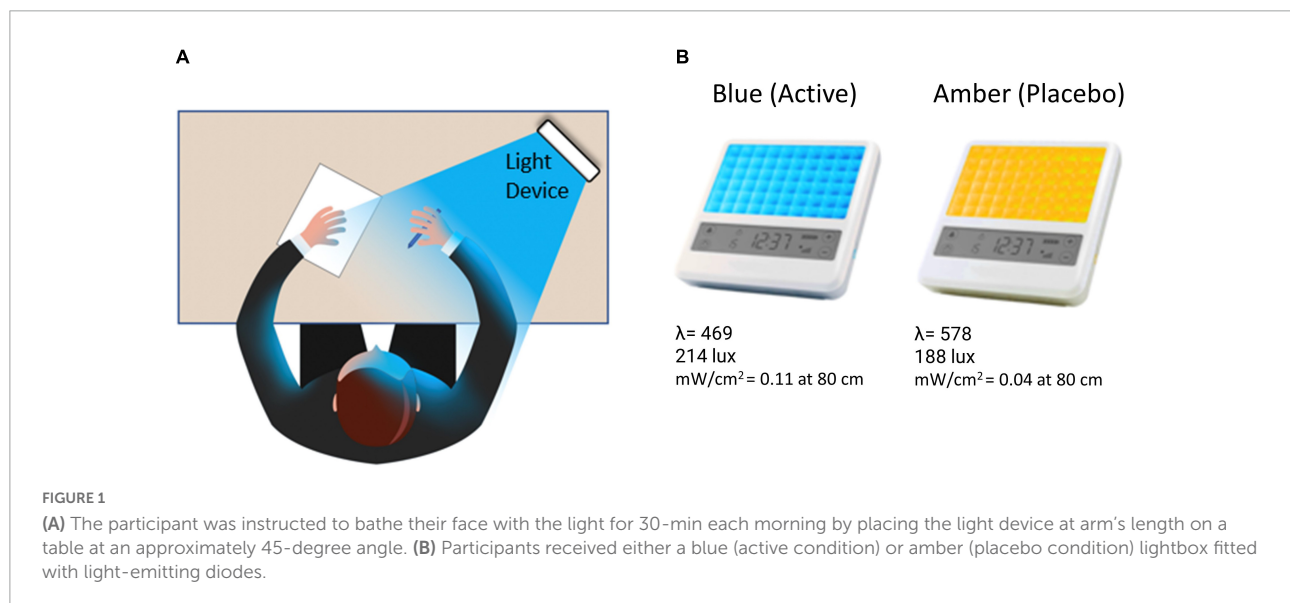 A
B
Blue (Active)
Amber (Placebo)
Light
Device
12:37
12:37
λ= 469
214 lux
mW/cm² = 0.11 at 80 cm
λ= 578
188 lux
mW/cm² = 0.04 at 80 cm
FIGURE 1
(A) The participant was instructed to bathe their face with the light for 30-min each morning by placing the light device at arm’s length on a
table at an approximately 45-degree angle. (B) Participants received either a blue (active condition) or amber (placebo condition) lightbox fitted
with light-emitting diodes.